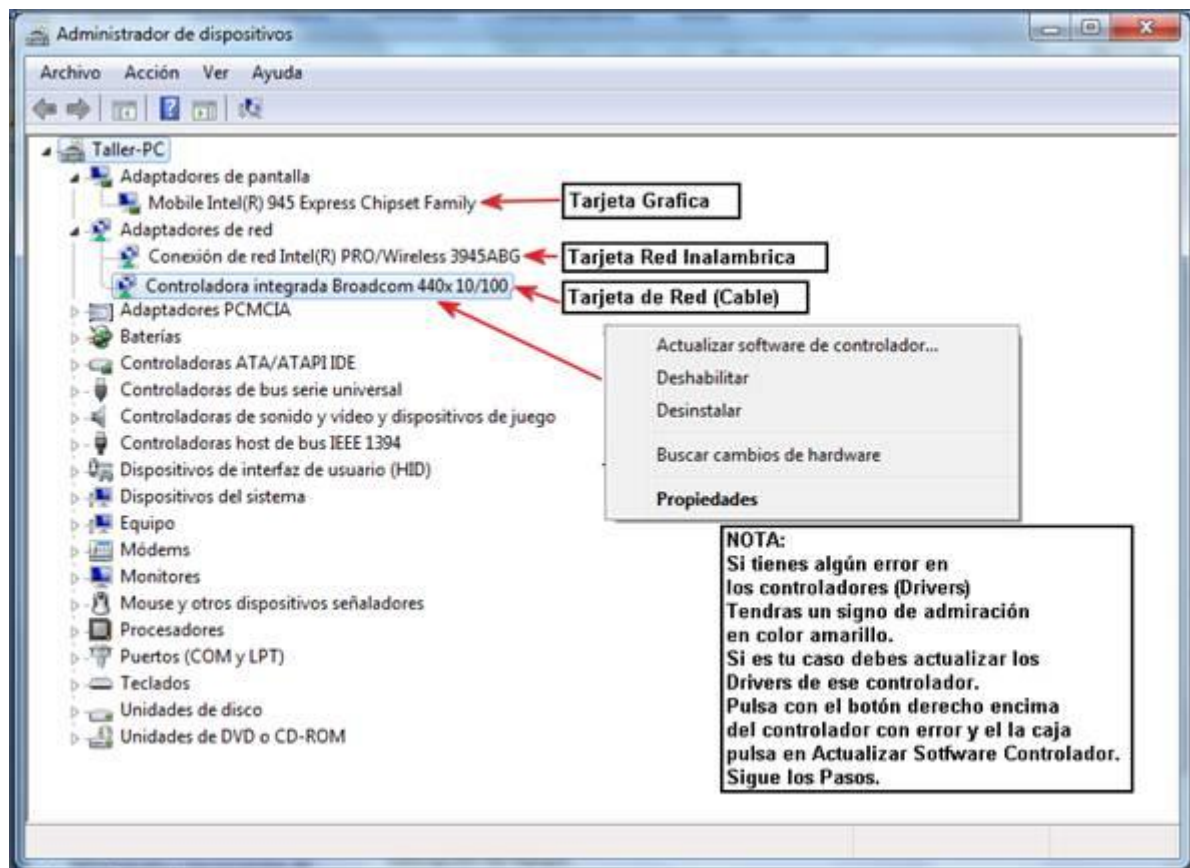 Administrador de dispositivos
Archivo Acción Ver Ayuda
Taller-PC
Adaptadores de pantalla
Mobile Intel(R) 945 Express Chipset Family
Tarjeta Grafica
Adaptadores de red
Conexión de red Intel(R) PRO/Wireless 3945ABG
Tarjeta Red Inalambrica
Controladora integrada Broadcom 440x 10/100
Tarjeta de Red (Cable)
Adaptadores PCMCIA
Baterías
Controladoras ATA/ATAPI IDE
Controladoras de bus serie universal
Controladoras de sonido y vídeo y dispositivos de juego
Controladoras host de bus IEEE 1394
Dispositivos de interfaz de usuario (HID)
Dispositivos del sistema
Equipo
Módems
Monitores
Mouse y otros dispositivos señaladores
Procesadores
Puertos (COM y LPT)
Teclados
Unidades de disco
Unidades de DVD o CD-ROM
Actualizar software de controlador...
Deshabilitar
Desinstalar
Buscar cambios de hardware
Propiedades
NOTA:
Si tienes algún error en
los controladores (Drivers)
Tendras un signo de admiración
en color amarillo.
Si es tu caso debes actualizar los
Drivers de ese controlador.
Pulsa con el botón derecho encima
del controlador con error y el la caja
pulsa en Actualizar Sotfware Controlador.
Sigue los Pasos.